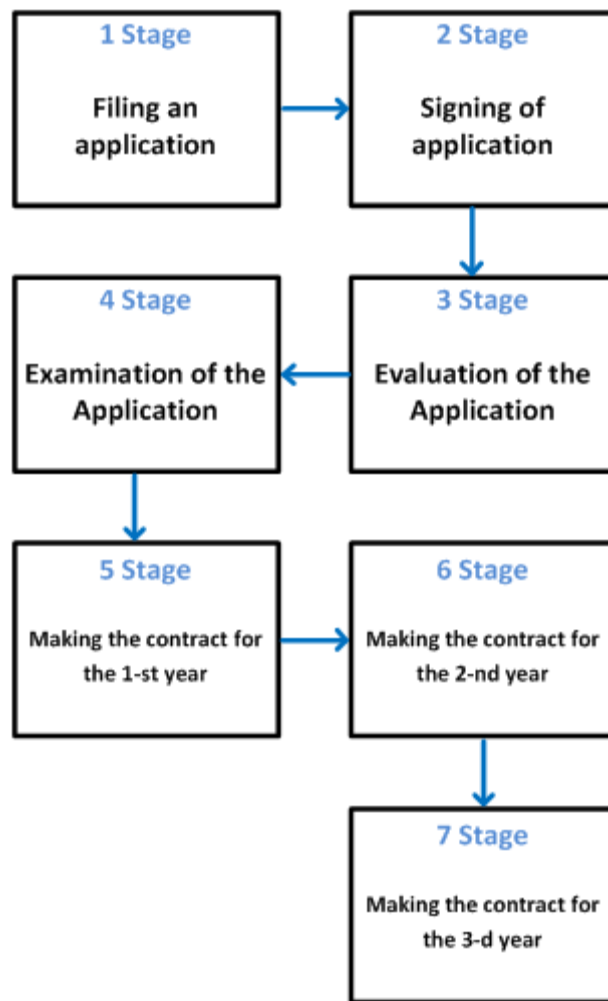 1 Stage
Filing an
application
2 Stage
Signing of
application
3 Stage
Evaluation of the
Application
4 Stage
Examination of the
Application
5 Stage
Making the contract for
the 1-st year
6 Stage
Making the contract for
the 2-nd year
7 Stage
Making the contract for
the 3-d year